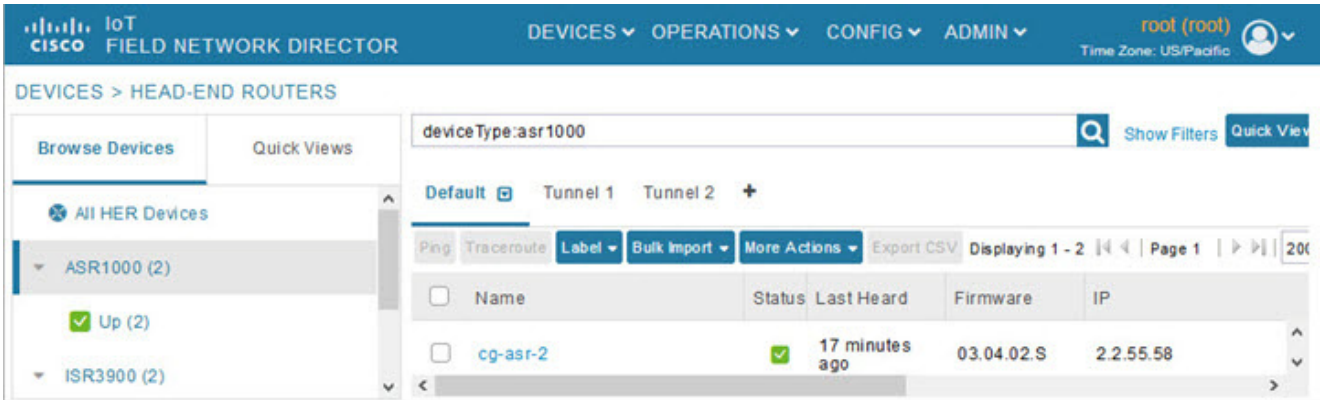 IoT
CISCO FIELD NETWORK DIRECTOR
DEVICES OPERATIONS CONFIG ADMIN
root (root)
Time Zone: US/Pacific
DEVICES > HEAD-END ROUTERS
Browse Devices Quick Views
All HER Devices
ASR1000 (2)
Up (2)
ISR3900 (2)
deviceType:asr1000
Show Filters Quick View
Default Tunnel 1 Tunnel 2 +
Ping Traceroute Label Bulk Import More Actions Export CSV Displaying 1 - 2 | Page 1 | 200
Name Status Last Heard Firmware IP
cg-asr-2 17 minutes ago 03.04.02.S 2.2.55.58